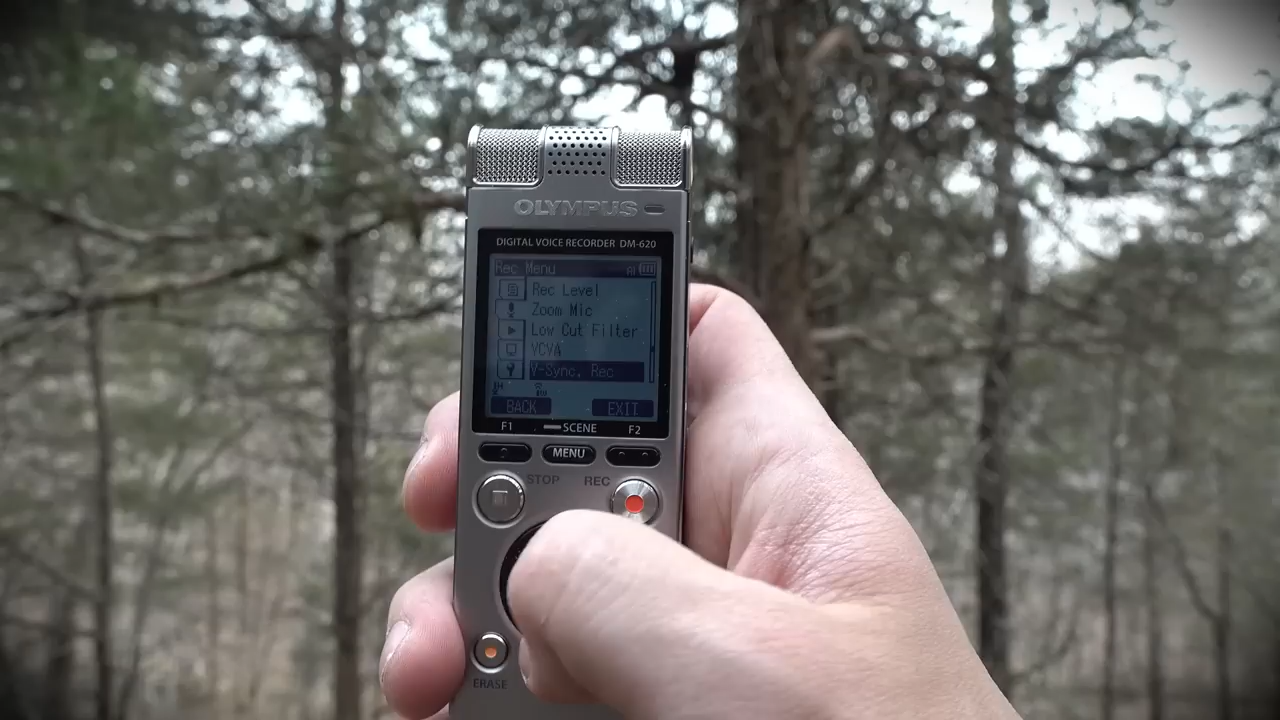 OLYMPUS
DIGITAL VOICE RECORDER DM-620
Rec Menu
Rec Level
Zoom Mic
Low Cut Filter
VCVA
V-Sync. Rec
BACK EXIT
F1 SCENE F2
MENU
STOP REC
ERASE